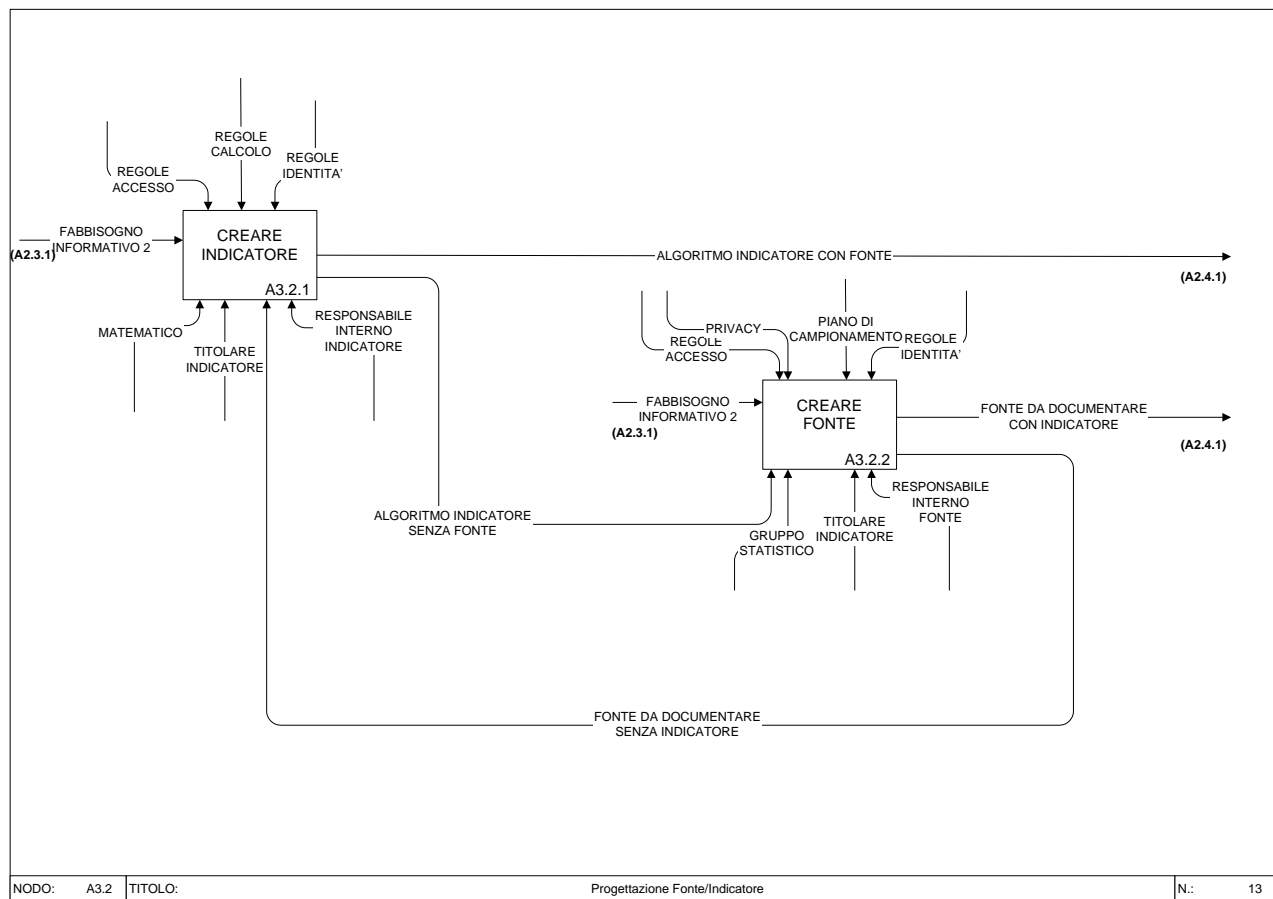 REGOLE
CALCOLO
REGOLE
IDENTITA'
REGOLE
ACCESSO
FABBISOGNO
INFORMATIVO 2
(A2.3.1)
CREARE
INDICATORE
A3.2.1
ALGORITMO INDICATORE CON FONTE
(A2.4.1)
MATEMATICO
TITOLARE
INDICATORE
RESPONSABILE
INTERNO
INDICATORE
PRIVACY
REGOLE
ACCESSO
PIANO DI
CAMPIONAMENTO
REGOLE
IDENTITA'
FABBISOGNO
INFORMATIVO 2
(A2.3.1)
CREARE
FONTE
A3.2.2
FONTE DA DOCUMENTARE
CON INDICATORE
(A2.4.1)
ALGORITMO INDICATORE
SENZA FONTE
GRUPPO
STATISTICO
TITOLARE
INDICATORE
RESPONSABILE
INTERNO
FONTE
FONTE DA DOCUMENTARE
SENZA INDICATORE
NODO: A3.2 TITOLO: Progettazione Fonte/Indicatore N.: 13